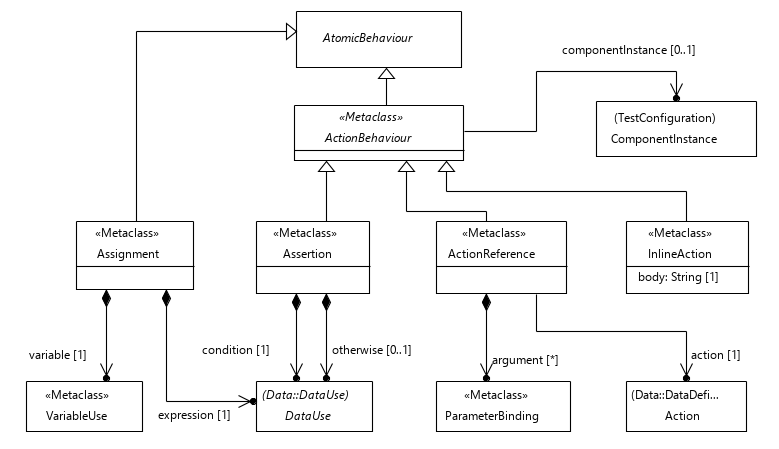 AtomicBehaviour
componentInstance [0..1]
«Metaclass»
ActionBehaviour
(TestConfiguration)
ComponentInstance
«Metaclass»
Assignment
«Metaclass»
Assertion
«Metaclass»
ActionReference
«Metaclass»
InlineAction
body: String [1]
variable [1]
condition [1]
otherwise [0..1]
argument [*]
action [1]
«Metaclass»
VariableUse
expression [1]
(Data::DataUse)
DataUse
«Metaclass»
ParameterBinding
(Data::DataDefi...
Action